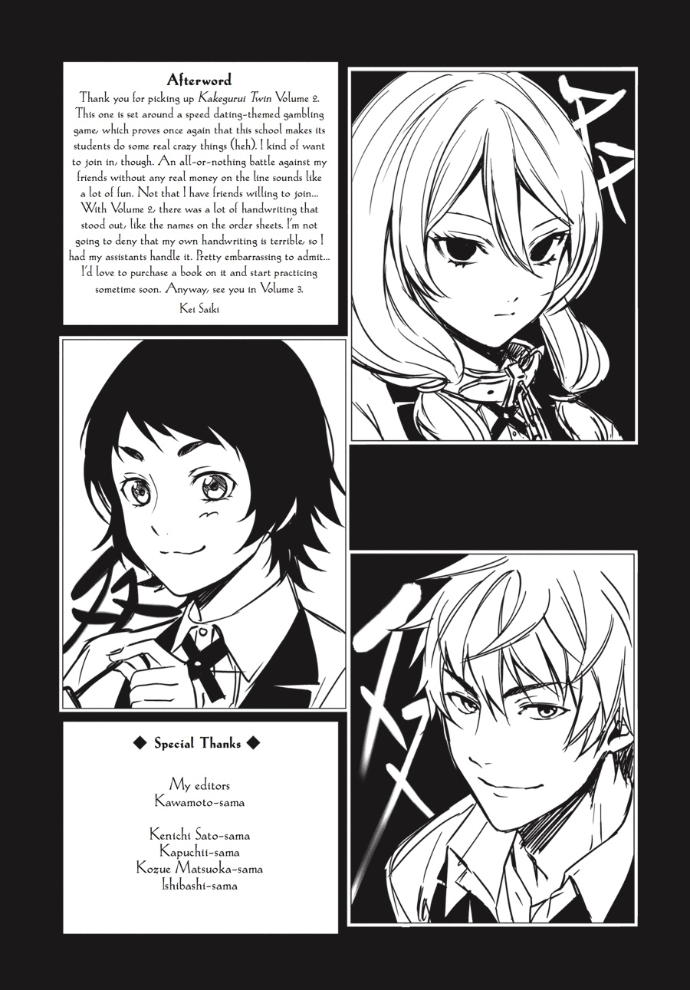 Afterword
Thank you for picking up Kakegurui Twin Volume 2.
This one is set around a speed dating-themed gambling
game, which proves once again that this school makes its
students do some real crazy things (heh). I kind of want
to join in, though. An all-or-nothing battle against my
friends without any real money on the line sounds like
a lot of fun. Not that I have friends willing to join...
With Volume 2, there was a lot of handwriting that
stood out, like the names on the order sheets. I'm not
going to deny that my own handwriting is terrible, so I
had my assistants handle it. Pretty embarrassing to admit...
I'd love to purchase a book on it and start practicing
sometime soon. Anyway, see you in Volume 3.
Kei Saiki
◆ Special Thanks ◆
My editors
Kawamoto-sama
Kenichi Sato-sama
Kapuchii-sama
Kozue Matsuoka-sama
Ishibashi-sama